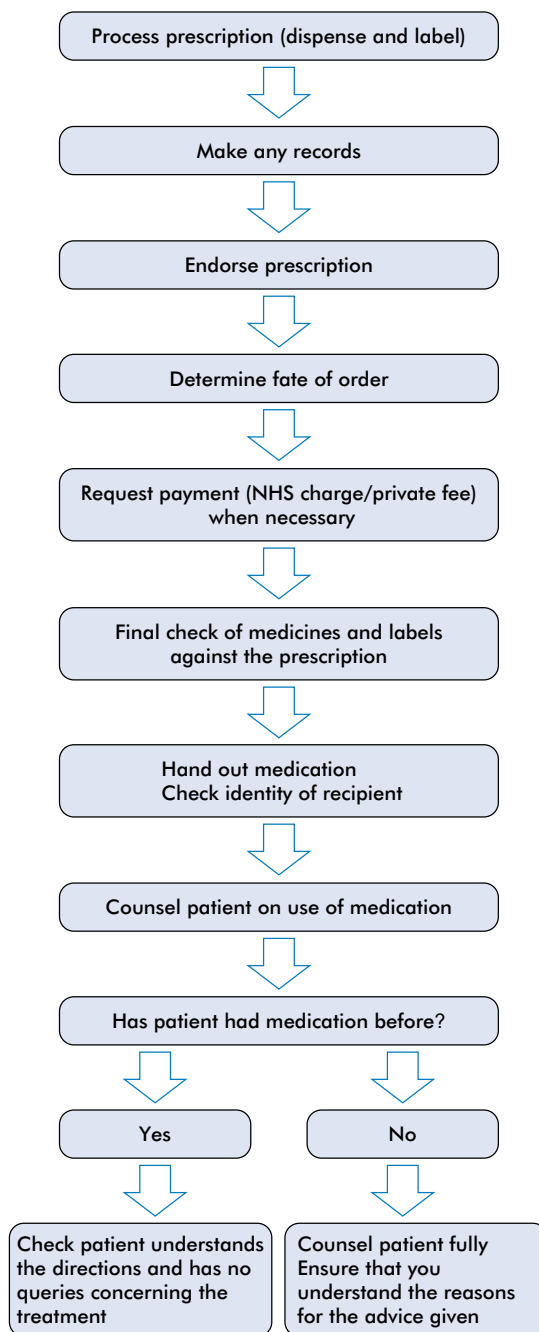 Process prescription (dispense and label)
Make any records
Endorse prescription
Determine fate of order
Request payment (NHS charge/private fee)
when necessary
Final check of medicines and labels
against the prescription
Hand out medication
Check identity of recipient
Counsel patient on use of medication
Has patient had medication before?
Yes
No
Check patient understands
the directions and has no
queries concerning the
treatment
Counsel patient fully
Ensure that you
understand the reasons
for the advice given